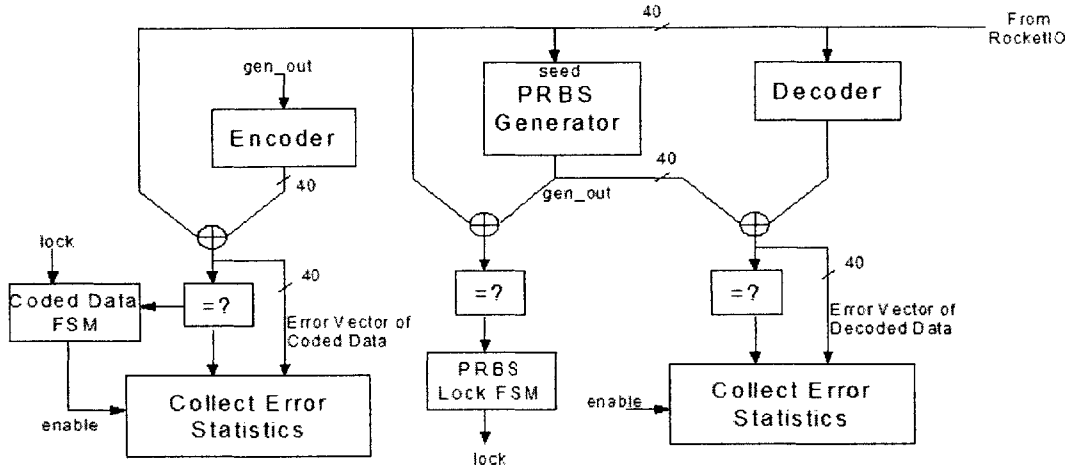 40
From
RocketIO
gen_out
seed
PRBS
Generator
Decoder
Encoder
40
40
gen_out
lock
40
40
Coded Data
FSM
=?
=?
=?
Error Vector of
Coded Data
Error Vector of
Decoded Data
PRBS
Lock FSM
Collect Error
Statistics
Collect Error
Statistics
enable
enable
lock